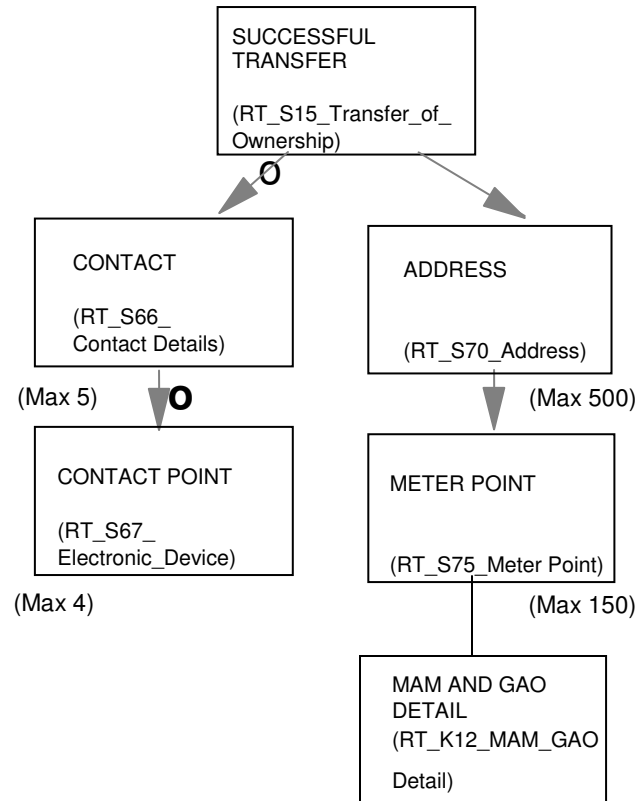 SUCCESSFUL
TRANSFER
(RT_S15_Transfer_of_
Ownership)
O
CONTACT
(RT_S66_
Contact Details)
ADDRESS
(RT_S70_Address)
(Max 5)
O
(Max 500)
CONTACT POINT
(RT_S67_
Electronic_Device)
METER POINT
(RT_S75_Meter Point)
(Max 4)
(Max 150)
MAM AND GAO
DETAIL
(RT_K12_MAM_GAO
Detail)